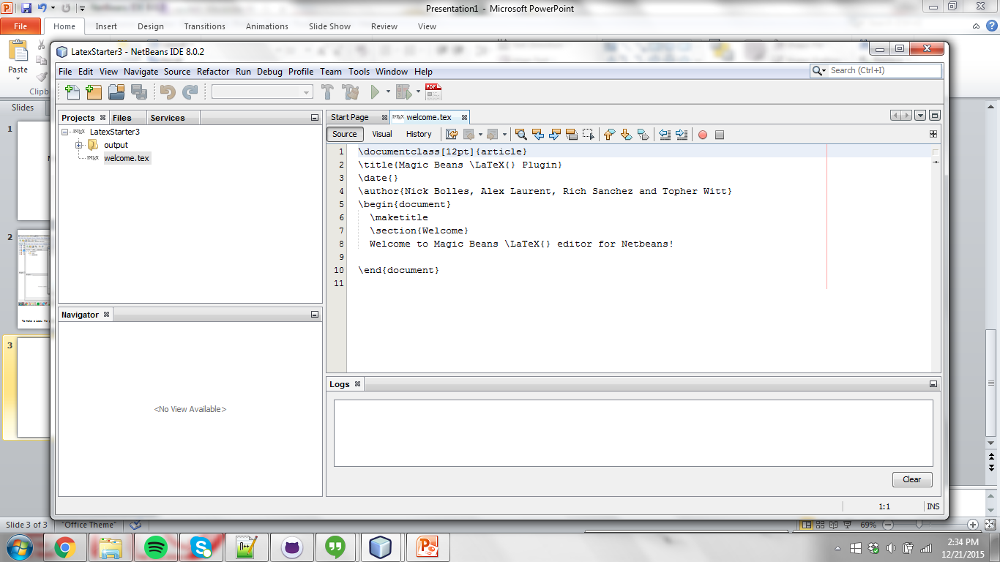 Presentation1 - Microsoft PowerPoint
File Home Insert Design Transitions Animations Slide Show Review View
Paste
Clipb
Slides
1
2
3
LatexStarter3 - NetBeans IDE 8.0.2
File Edit View Navigate Source Refactor Run Debug Profile Team Tools Window Help
Search (Ctrl+I)
PDF
Projects Files Services
LatexStarter3
output
welcome.tex
Navigator
<No View Available>
Start Page welcome.tex
Source Visual History
1 \documentclass[12pt]{article}
2 \title{Magic Beans \LaTeX{} Plugin}
3 \date{}
4 \author{Nick Bolles, Alex Laurent, Rich Sanchez and Topher Witt}
5 \begin{document}
6 \maketitle
7 \section{Welcome}
8 Welcome to Magic Beans \LaTeX{} editor for Netbeans!
9
10 \end{document}
11
Logs
Clear
1:1 INS
Slide 3 of 3 "Office Theme" 69%
2:34 PM
12/21/2015